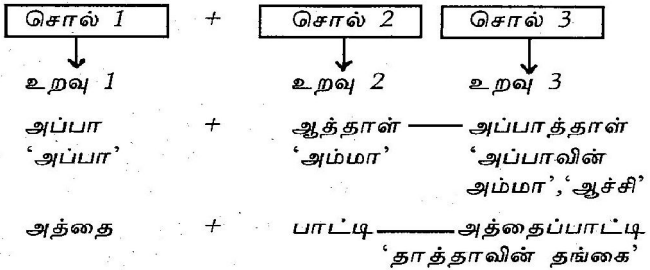 சொல் 1 + சொல் 2 சொல் 3
உறவு 1 உறவு 2 உறவு 3
அப்பா + ஆத்தாள் — அப்பாத்தாள்
‘அப்பா’ ‘அம்மா’ ‘அப்பாவின்
அம்மா’,‘ஆச்சி’
அத்தை + பாட்டி — அத்தைப்பாட்டி
‘தாத்தாவின் தங்கை’